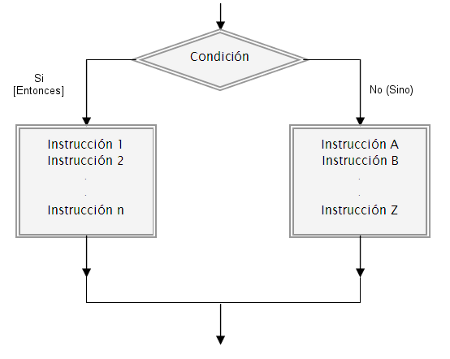 Condición
Si
[Entonces]
No (Sino)
Instrucción 1
Instrucción 2
.
.
Instrucción n
Instrucción A
Instrucción B
.
.
Instrucción Z